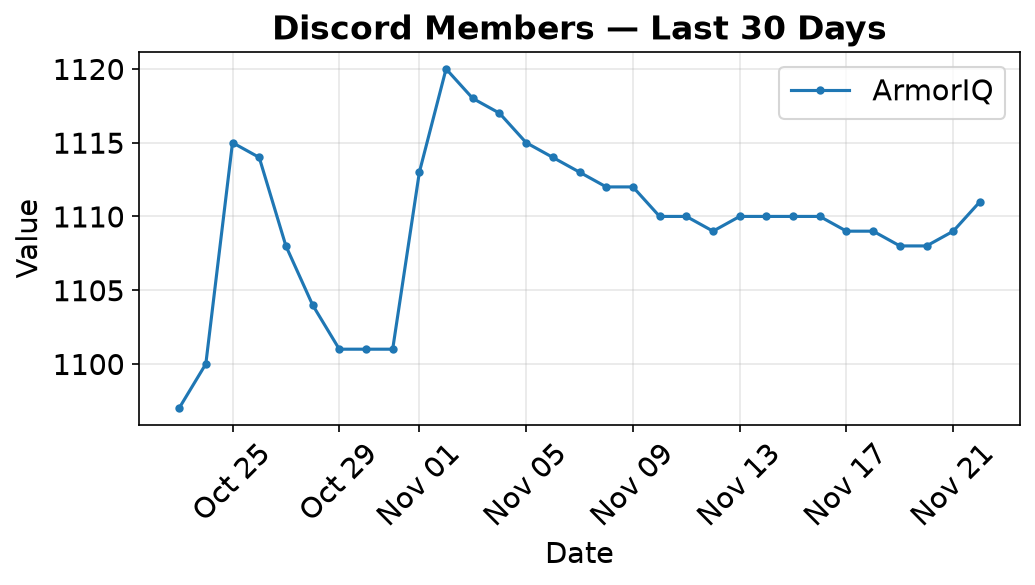 Discord Members — Last 30 Days
ArmorIQ
Value
1120
1115
1110
1105
1100
Oct 25
Oct 29
Nov 01
Nov 05
Nov 09
Nov 13
Nov 17
Nov 21
Date